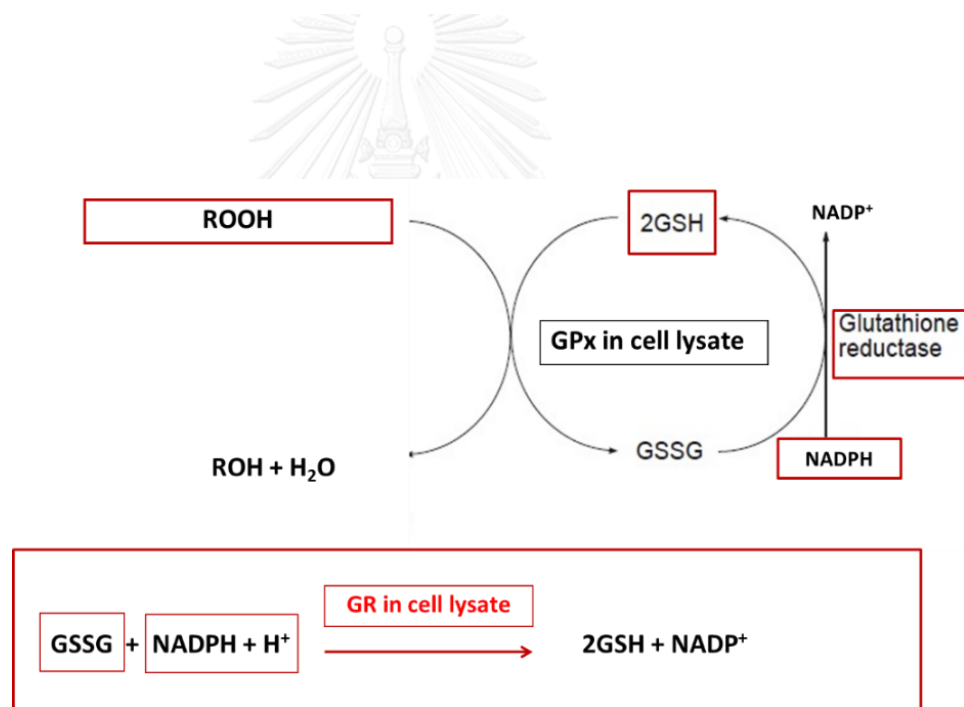 ROOH
2GSH
NADP⁺
GPx in cell lysate
Glutathione
reductase
ROH + H₂O
GSSG
NADPH
GR in cell lysate
GSSG + NADPH + H⁺
2GSH + NADP⁺